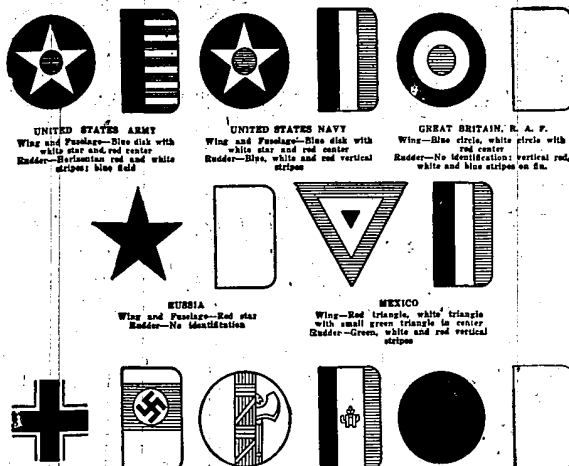 UNITED STATES ARMY
Wing and Fuselage—Blue disk with
white star and red center
Rudder—Horizontan red and white
stripes; blue field
UNITED STATES NAVY
Wing and Fuselage—Blue disk with
white star and red center
Rudder—Blue, white and red vertical
stripes
GREAT BRITAIN, R. A. F.
Wing—Blue circle, white circle with
red center
Rudder—No identification; vertical red,
white and blue stripes on fin.
RUSSIA
Wing and Fuselage—Red star
Rudder—No identification
MEXICO
Wing—Red triangle, white triangle
with small green triangle in center
Rudder—Green, white and red vertical
stripes